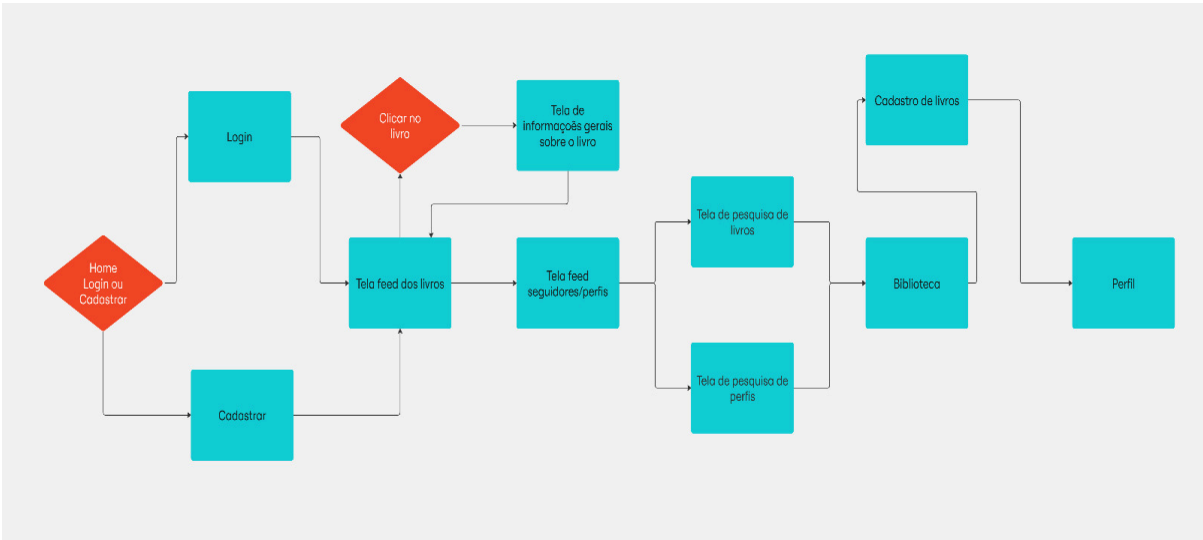 Home
Login ou
Cadastrar
Login
Cadastrar
Clicar no
livro
Tela de
informaçoẽs gerais
sobre o livro
Tela feed dos livros
Tela feed
seguidores/perfis
Tela de pesquisa de
livros
Tela de pesquisa de
perfis
Cadastro de livros
Biblioteca
Perfil